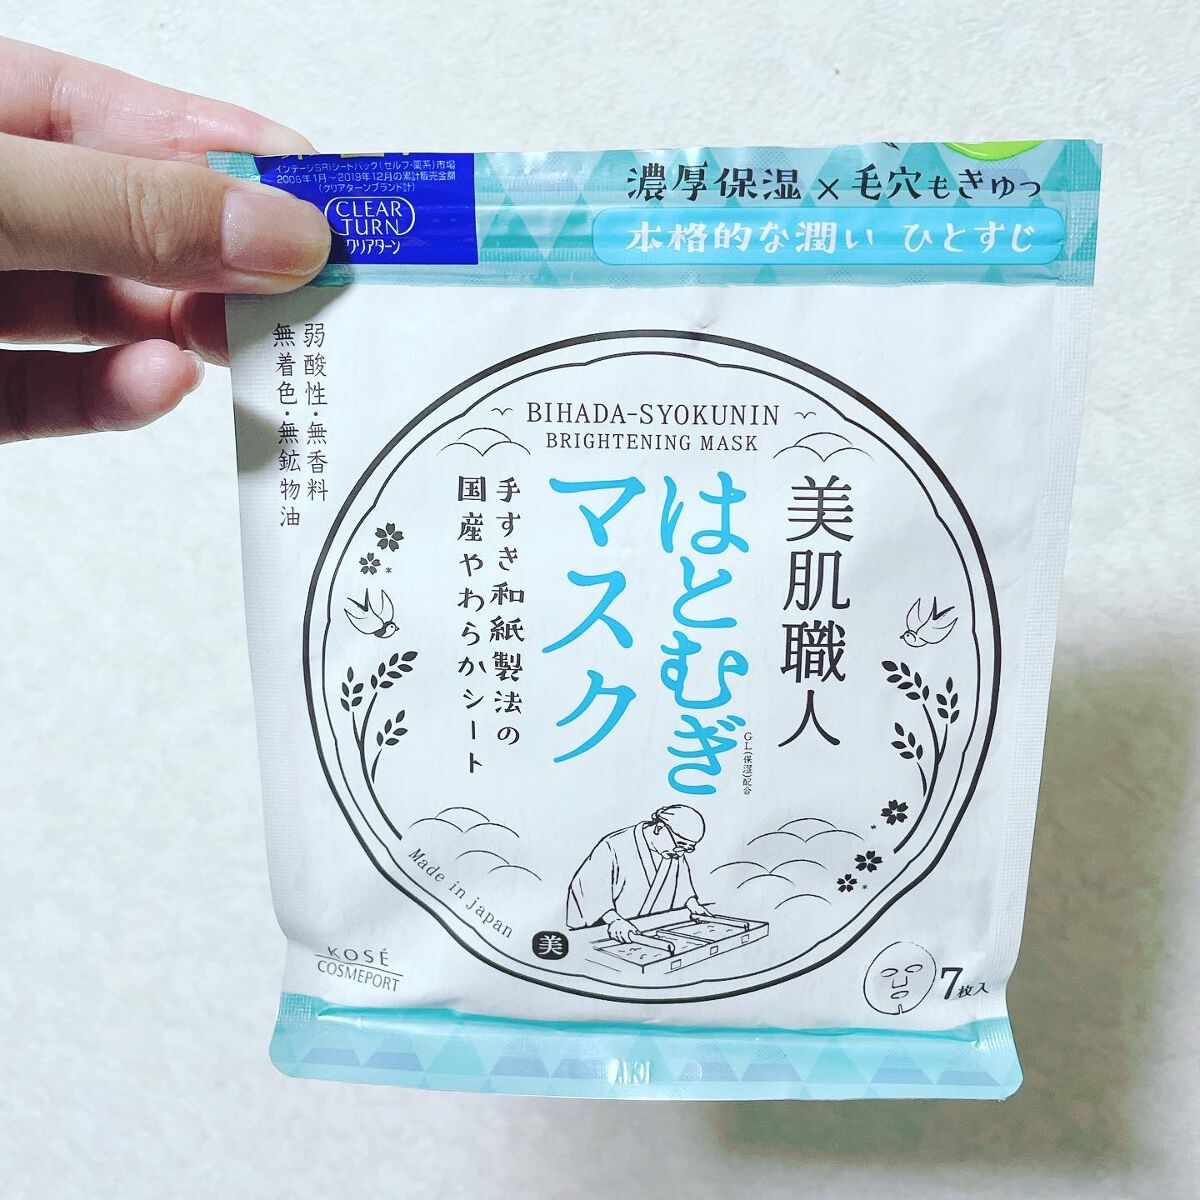 インテージSRI シートパック(セルフ・薬系)市場
2005年1月~2019年12月の累計販売金額
(クリアターンブランド計)
CLEAR
TURN
クリアターン
濃厚保湿×毛穴もきゅっ
本格的な潤い ひとすじ
弱酸性・無香料
無着色・無鉱物油
BIHADA-SYOKUNIN
BRIGHTENING MASK
美肌職人
はとむぎ
GL(保湿)配合
マスク
手すき和紙製法の
国産やわらかシート
Made in japan
美
KOSÉ
COSMEPORT
7枚入